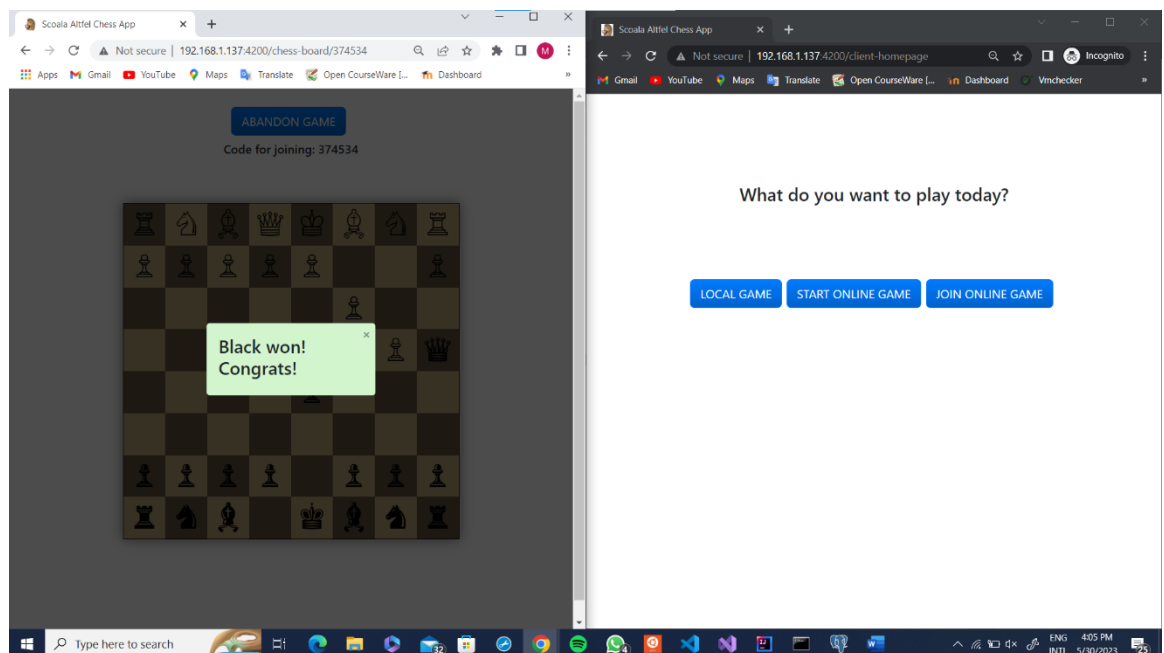 Scoala Altfel Chess App
Not secure | 192.168.1.137:4200/chess-board/374534
M
Apps
Gmail
YouTube
Maps
Translate
Open CourseWare [...
Dashboard
»
ABANDON GAME
Code for joining: 374534
Black won!
Congrats!
×
Scoala Altfel Chess App
Not secure | 192.168.1.137:4200/client-homepage
Incognito
Gmail
YouTube
Maps
Translate
Open CourseWare [...
Dashboard
Vmchecker
»
What do you want to play today?
LOCAL GAME
START ONLINE GAME
JOIN ONLINE GAME
Type here to search
32
4
ENG
INTL
4:05 PM
5/30/2023
25